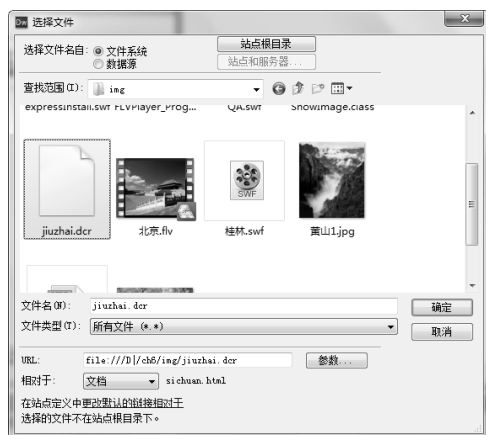 Dw 选择文件
选择文件名自: 文件系统 站点根目录
数据源 站点和服务器...
查找范围(I): img
expressInstall.swf FLVPlayer_Prog... QA.swf ShowImage.class
SWF
jiuzhai.dcr 北京.flv 桂林.swf 黄山1.jpg
文件名(N): jiuzhai.dcr 确定
文件类型(T): 所有文件 (*.*) 取消
URL: file:///D|/ch6/img/jiuzhai.dcr 参数...
相对于: 文档 sichuan.html
在站点定义中更改默认的链接相对于
选择的文件不在站点根目录下。